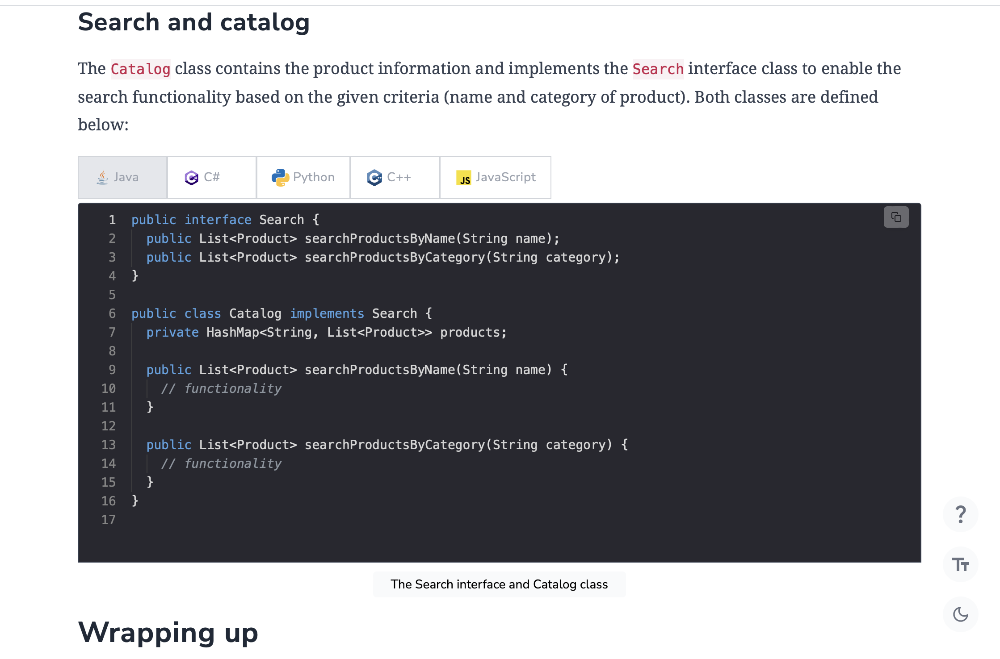 Search and catalog
The Catalog class contains the product information and implements the Search interface class to enable the
search functionality based on the given criteria (name and category of product). Both classes are defined
below:
Java C# Python C++ JS JavaScript
1 public interface Search {
2   public List<Product> searchProductsByName(String name);
3   public List<Product> searchProductsByCategory(String category);
4 }
5
6 public class Catalog implements Search {
7   private HashMap<String, List<Product>> products;
8
9   public List<Product> searchProductsByName(String name) {
10     // functionality
11   }
12
13   public List<Product> searchProductsByCategory(String category) {
14     // functionality
15   }
16 }
17
?
The Search interface and Catalog class
TT
Wrapping up